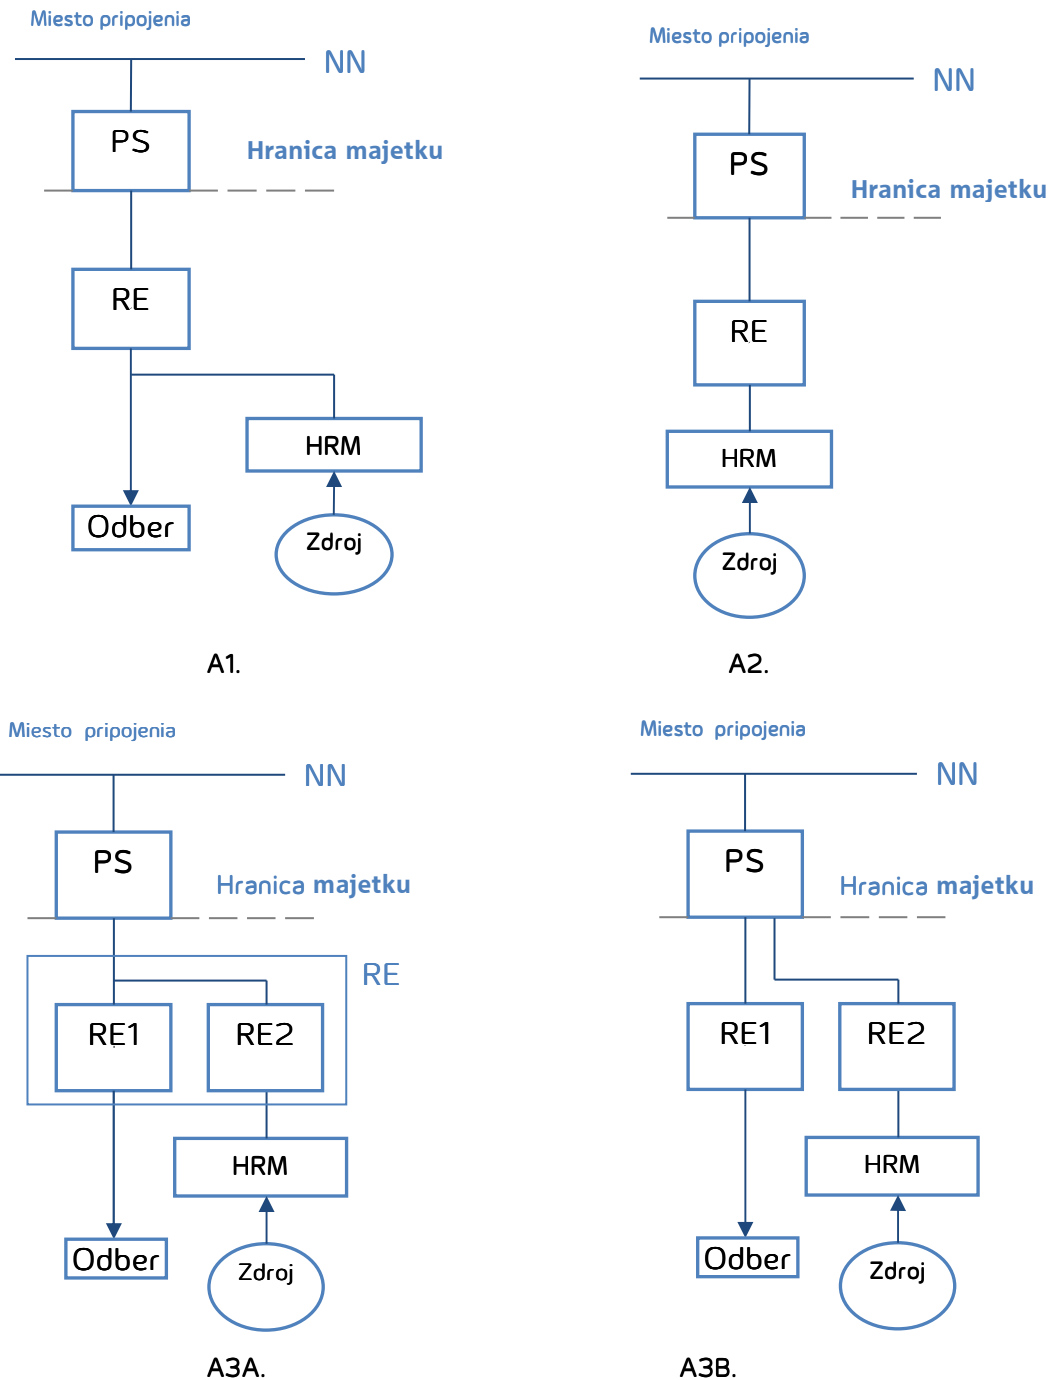 Miesto pripojenia
NN
PS
Hranica majetku
RE
HRM
Odber
Zdroj
A1.
Miesto pripojenia
NN
PS
Hranica majetku
RE
HRM
Zdroj
A2.
Miesto pripojenia
NN
PS
Hranica majetku
RE
RE1 RE2
HRM
Odber
Zdroj
A3A.
Miesto pripojenia
NN
PS
Hranica majetku
RE1 RE2
HRM
Odber
Zdroj
A3B.